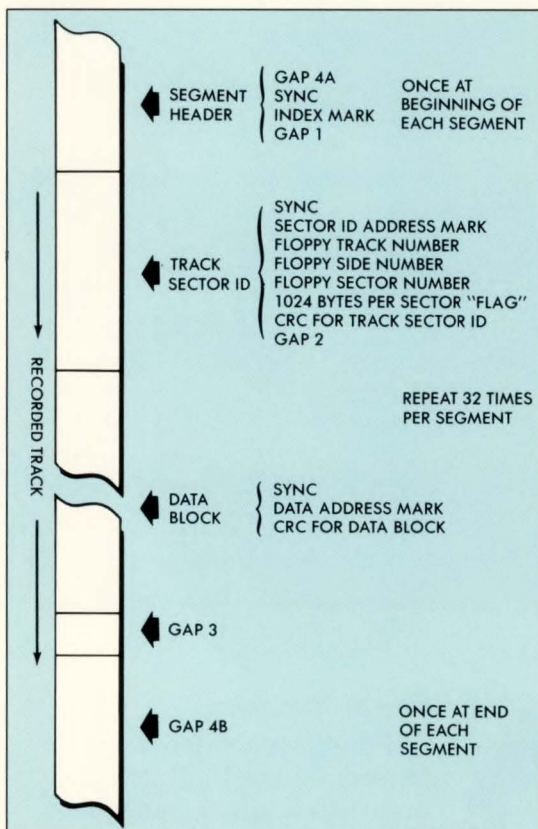 SEGMENT
HEADER
GAP 4A
SYNC
INDEX MARK
GAP 1
ONCE AT
BEGINNING OF
EACH SEGMENT
TRACK
SECTOR ID
SYNC
SECTOR ID ADDRESS MARK
FLOPPY TRACK NUMBER
FLOPPY SIDE NUMBER
FLOPPY SECTOR NUMBER
1024 BYTES PER SECTOR "FLAG"
CRC FOR TRACK SECTOR ID
GAP 2
RECORDED TRACK
REPEAT 32 TIMES
PER SEGMENT
DATA
BLOCK
SYNC
DATA ADDRESS MARK
CRC FOR DATA BLOCK
GAP 3
GAP 4B
ONCE AT END
OF EACH
SEGMENT